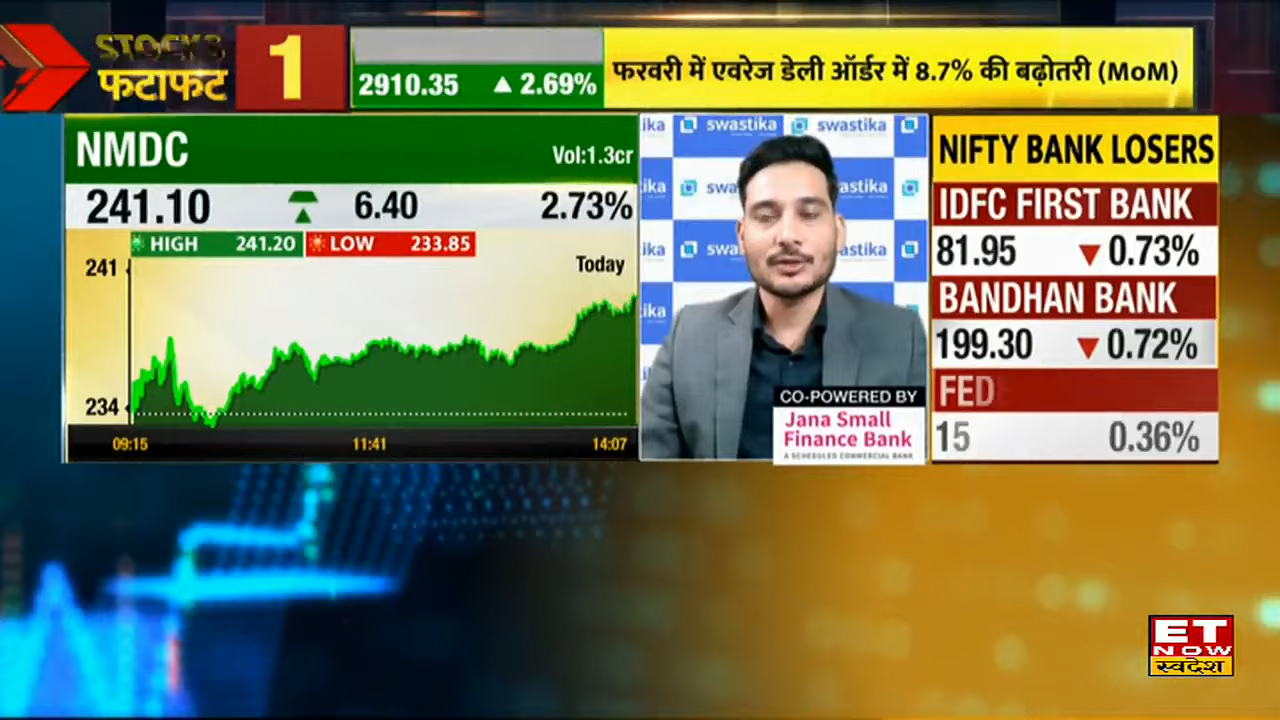 STOCKS
फटाफट
1
2910.35 ▲ 2.69%
फरवरी में एवरेज डेली ऑर्डर में 8.7% की बढ़ोतरी (MoM)
NMDC
Vol:1.3cr
241.10 6.40 2.73%
HIGH 241.20 LOW 233.85
Today
241
234
09:15 11:41 14:07
swastika swastika
CO-POWERED BY
Jana Small
Finance Bank
A SCHEDULED COMMERCIAL BANK
NIFTY BANK LOSERS
IDFC FIRST BANK
81.95 ▼ 0.73%
BANDHAN BANK
199.30 ▼ 0.72%
FED
15 0.36%
ET
NOW
स्वदेश